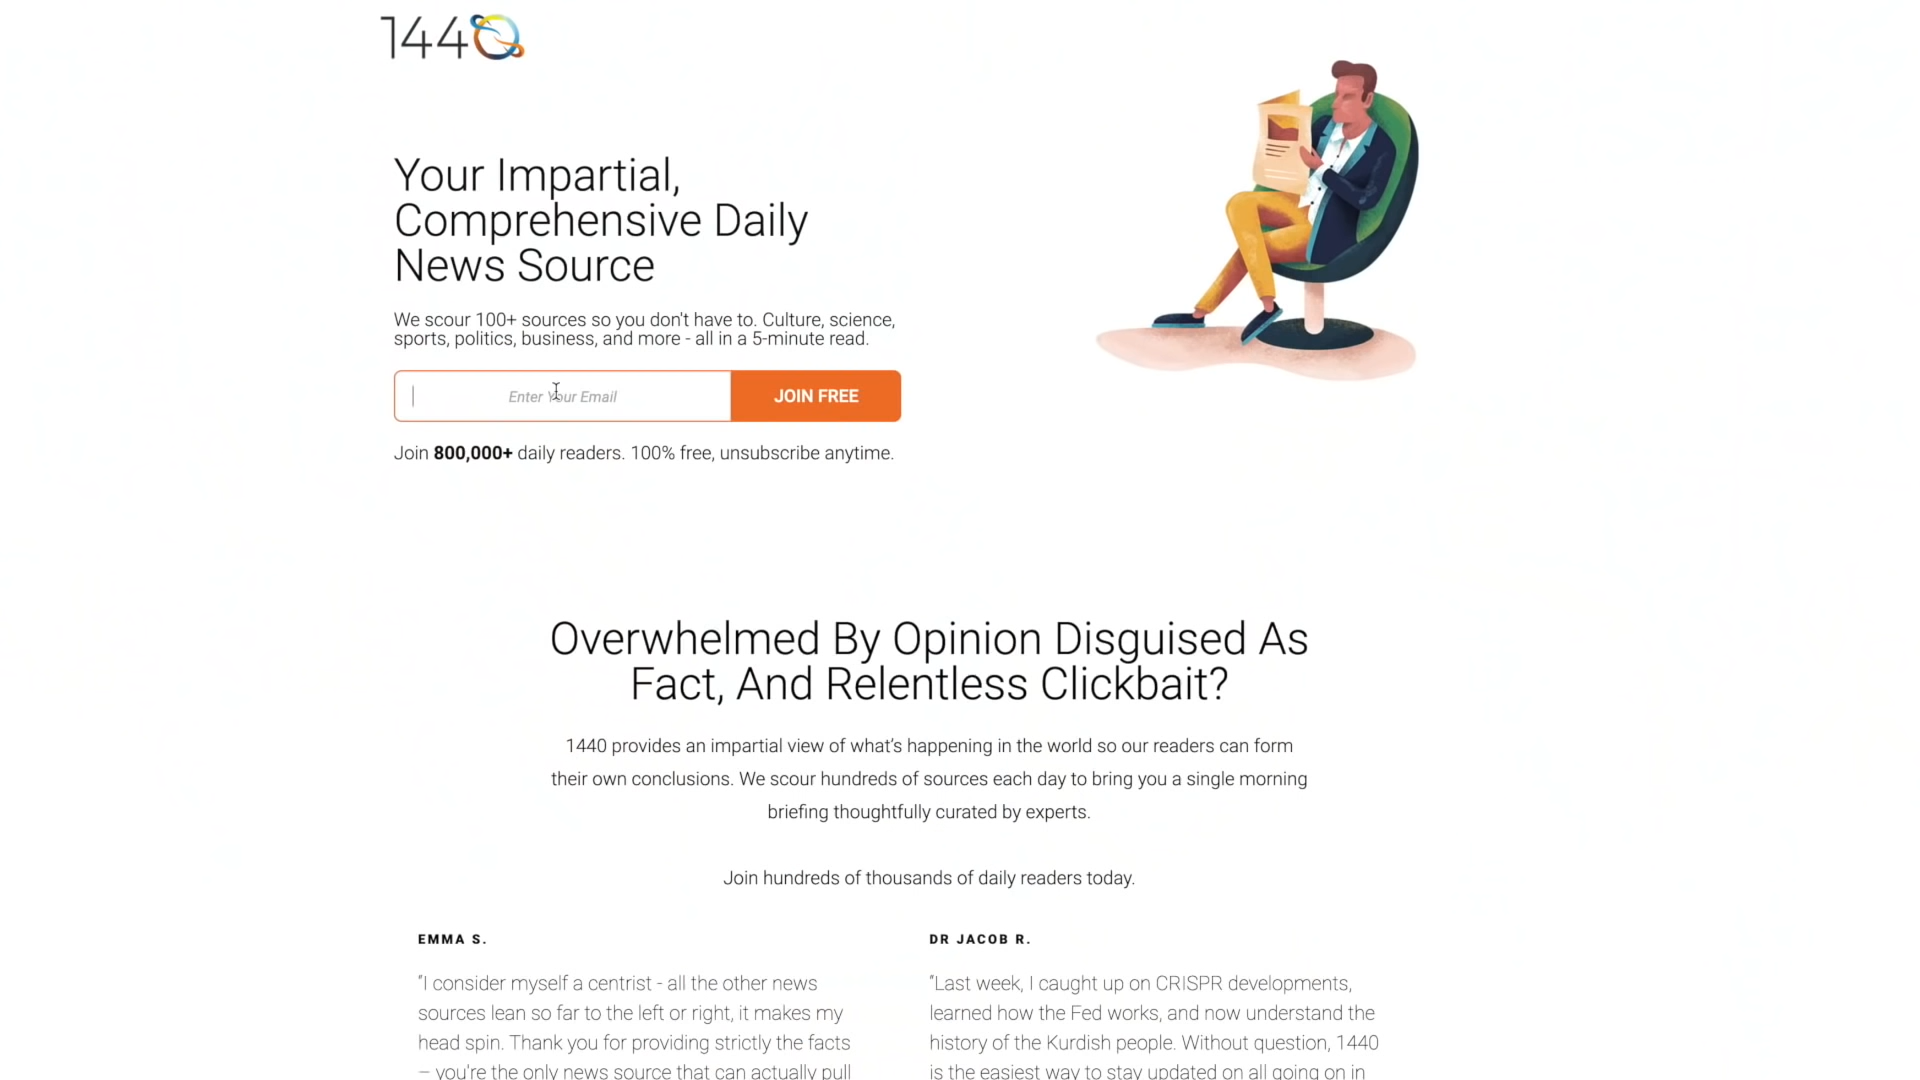 1440
Your Impartial,
Comprehensive Daily
News Source
We scour 100+ sources so you don't have to. Culture, science,
sports, politics, business, and more - all in a 5-minute read.
Enter Your Email
JOIN FREE
Join 800,000+ daily readers. 100% free, unsubscribe anytime.
Overwhelmed By Opinion Disguised As
Fact, And Relentless Clickbait?
1440 provides an impartial view of what's happening in the world so our readers can form
their own conclusions. We scour hundreds of sources each day to bring you a single morning
briefing thoughtfully curated by experts.
Join hundreds of thousands of daily readers today.
EMMA S.
"I consider myself a centrist - all the other news
sources lean so far to the left or right, it makes my
head spin. Thank you for providing strictly the facts
– you're the only news source that can actually pull
DR JACOB R.
"Last week, I caught up on CRISPR developments,
learned how the Fed works, and now understand the
history of the Kurdish people. Without question, 1440
is the easiest way to stay updated on all going on in